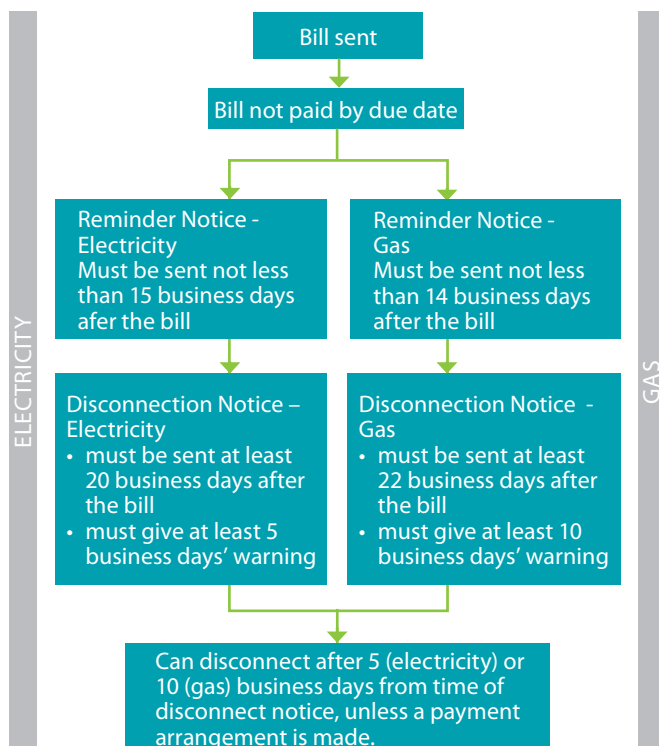 Bill sent
Bill not paid by due date
ELECTRICITY
Reminder Notice -
Electricity
Must be sent not less
than 15 business days
afer the bill
Reminder Notice -
Gas
Must be sent not less
than 14 business days
after the bill
GAS
Disconnection Notice –
Electricity
• must be sent at least
20 business days after
the bill
• must give at least 5
business days’ warning
Disconnection Notice -
Gas
• must be sent at least
22 business days after
the bill
• must give at least 10
business days’ warning
Can disconnect after 5 (electricity) or
10 (gas) business days from time of
disconnect notice, unless a payment
arrangement is made.